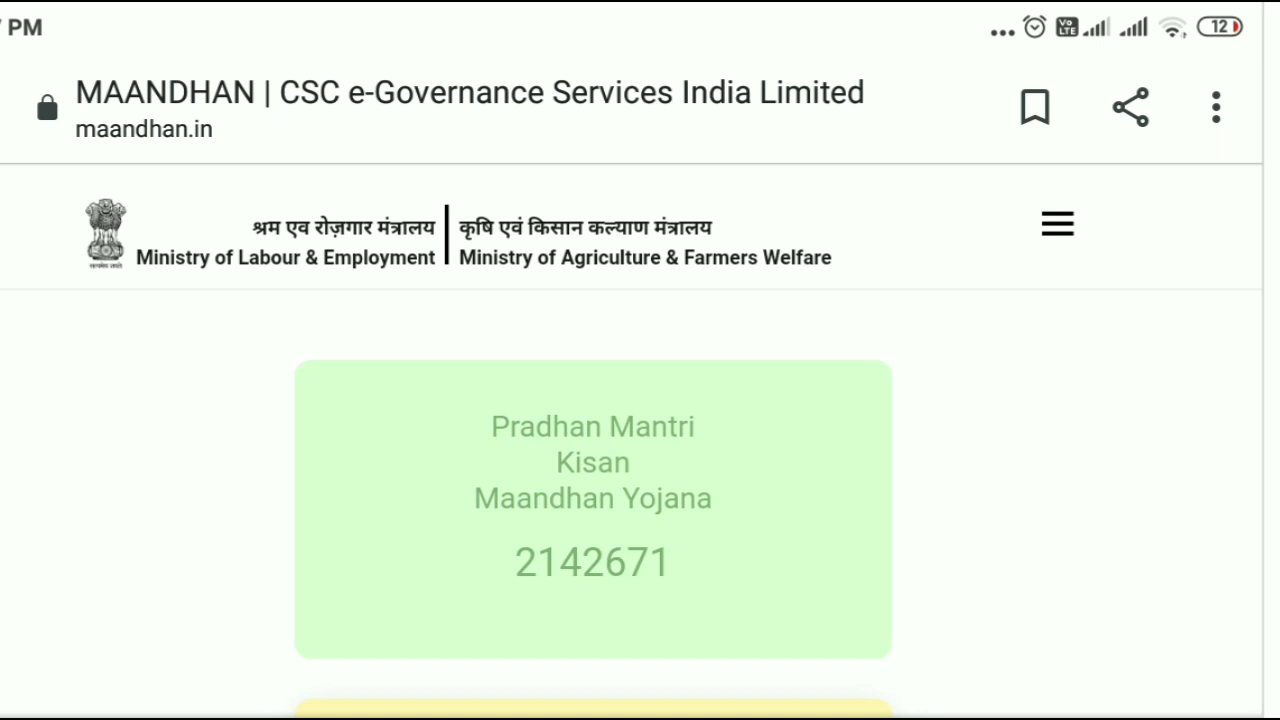 PM
12
MAANDHAN | CSC e-Governance Services India Limited
maandhan.in
श्रम एव रोज़गार मंत्रालय
Ministry of Labour & Employment
कृषि एवं किसान कल्याण मंत्रालय
Ministry of Agriculture & Farmers Welfare
Pradhan Mantri
Kisan
Maandhan Yojana
2142671